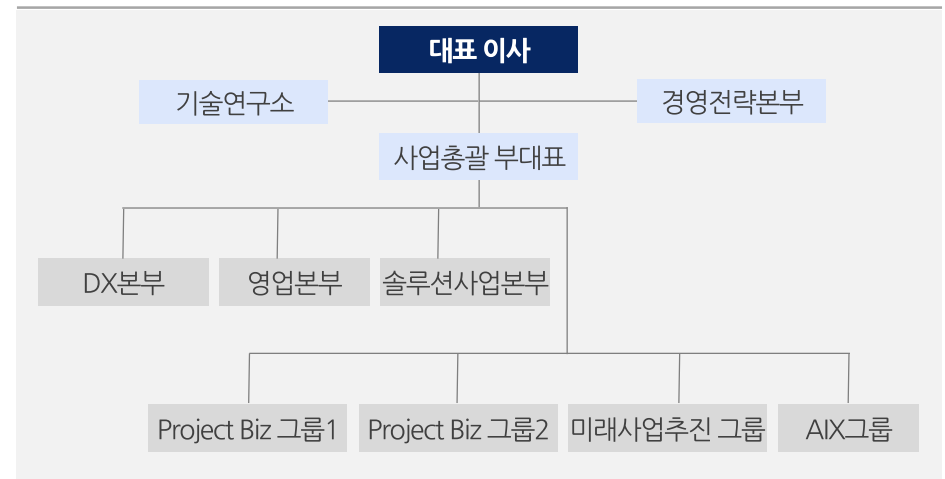 대표 이사
기술연구소
경영전략본부
사업총괄 부대표
DX본부
영업본부
솔루션사업본부
Project Biz 그룹1
Project Biz 그룹2
미래사업추진 그룹
AIX그룹